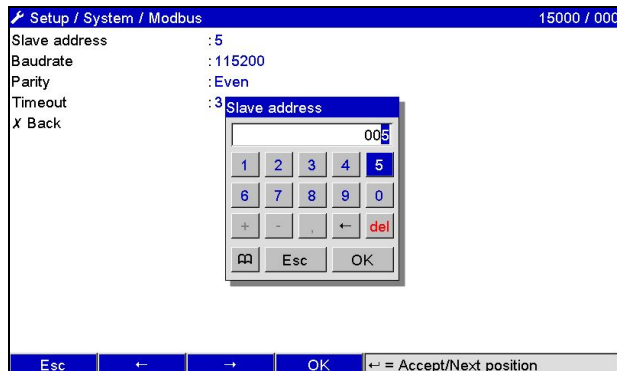 Setup / System / Modbus 15000 / 000
Slave address :5
Baudrate :115200
Parity :Even
Timeout :3
X Back
Slave address
005
1 2 3 4 5
6 7 8 9 0
+ - , ← del
Esc OK
Esc ← → OK ↵ = Accept/Next position